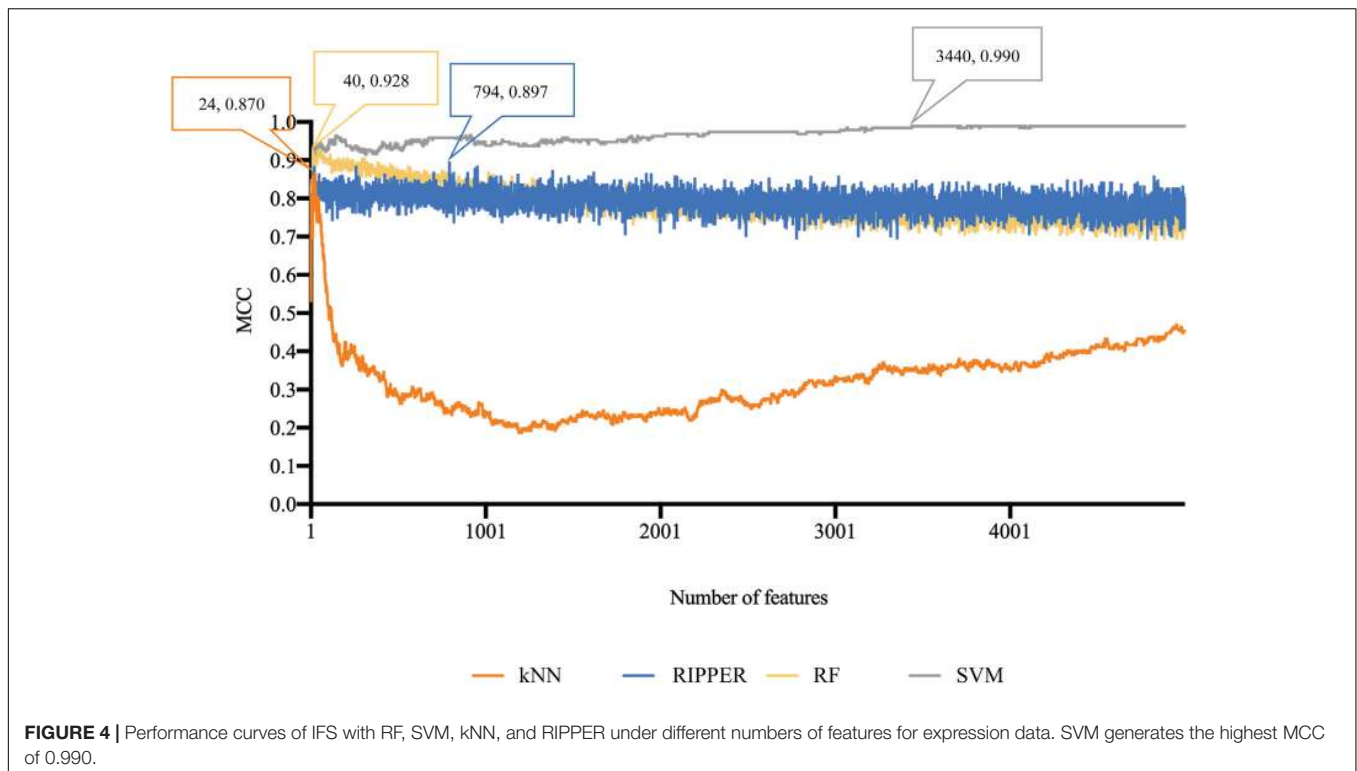 3440, 0.990
40, 0.928
794, 0.897
24, 0.870
1.0
0.9
0.8
0.7
0.6
0.5
0.4
0.3
0.2
0.1
0.0
MCC
1 1001 2001 3001 4001
Number of features
kNN RIPPER RF SVM
FIGURE 4 | Performance curves of IFS with RF, SVM, kNN, and RIPPER under different numbers of features for expression data. SVM generates the highest MCC
of 0.990.